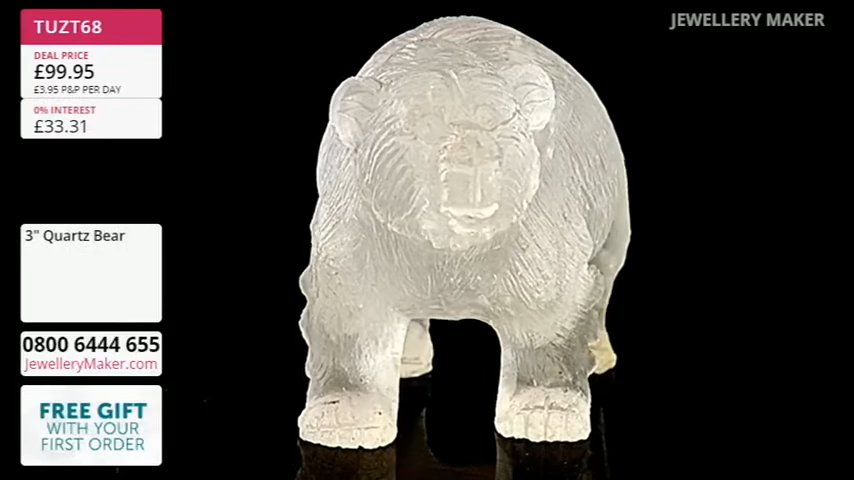 TUZT68
DEAL PRICE
£99.95
£3.95 P&P PER DAY
0% INTEREST
£33.31
3" Quartz Bear
0800 6444 655
JewelleryMaker.com
FREE GIFT
WITH YOUR
FIRST ORDER
JEWELLERY MAKER